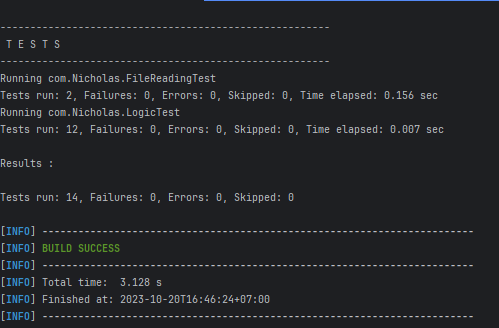 -------------------------------------------------------
 T E S T S
-------------------------------------------------------
Running com.Nicholas.FileReadingTest
Tests run: 2, Failures: 0, Errors: 0, Skipped: 0, Time elapsed: 0.156 sec
Running com.Nicholas.LogicTest
Tests run: 12, Failures: 0, Errors: 0, Skipped: 0, Time elapsed: 0.007 sec
Results :
Tests run: 14, Failures: 0, Errors: 0, Skipped: 0
[INFO] ------------------------------------------------------------------------
[INFO] BUILD SUCCESS
[INFO] ------------------------------------------------------------------------
[INFO] Total time:  3.128 s
[INFO] Finished at: 2023-10-20T16:46:24+07:00
[INFO] ------------------------------------------------------------------------